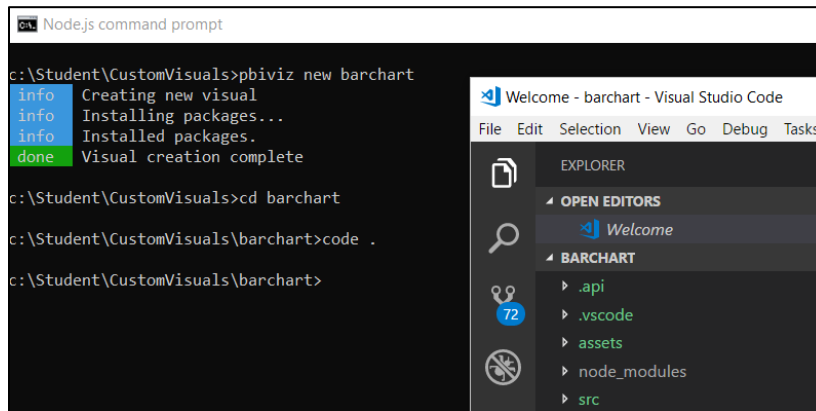 Node.js command prompt
c:\Student\CustomVisuals>pbiviz new barchart
info Creating new visual
info Installing packages...
info Installed packages.
done Visual creation complete
c:\Student\CustomVisuals>cd barchart
c:\Student\CustomVisuals\barchart>code .
c:\Student\CustomVisuals\barchart>
Welcome - barchart - Visual Studio Code
File Edit Selection View Go Debug Tasks
EXPLORER
OPEN EDITORS
Welcome
BARCHART
.api
72
.vscode
assets
node_modules
src